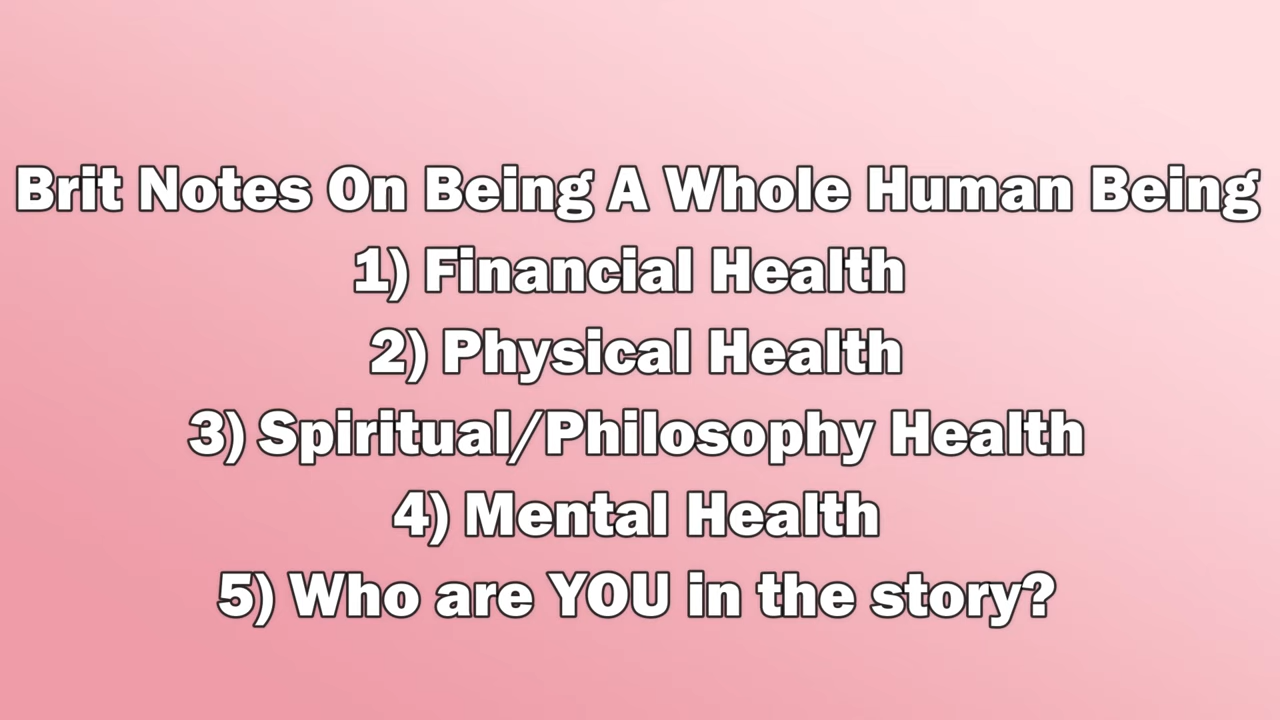 Brit Notes On Being A Whole Human Being
1) Financial Health
2) Physical Health
3) Spiritual/Philosophy Health
4) Mental Health
5) Who are YOU in the story?